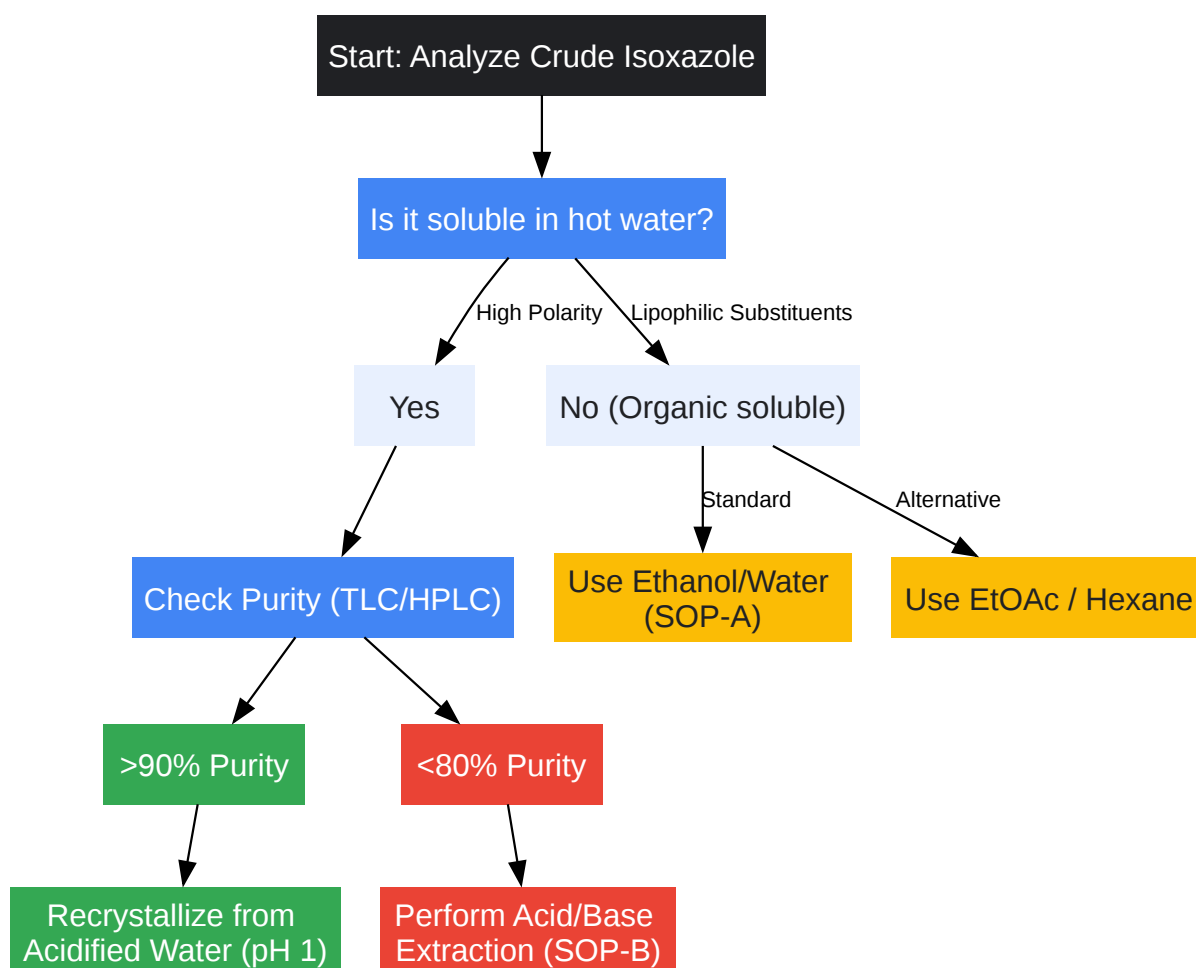 Start: Analyze Crude Isoxazole
Is it soluble in hot water?
High Polarity
Lipophilic Substituents
Yes
No (Organic soluble)
Standard
Alternative
Check Purity (TLC/HPLC)
Use Ethanol/Water
(SOP-A)
Use EtOAc / Hexane
>90% Purity
<80% Purity
Recrystallize from
Acidified Water (pH 1)
Perform Acid/Base
Extraction (SOP-B)